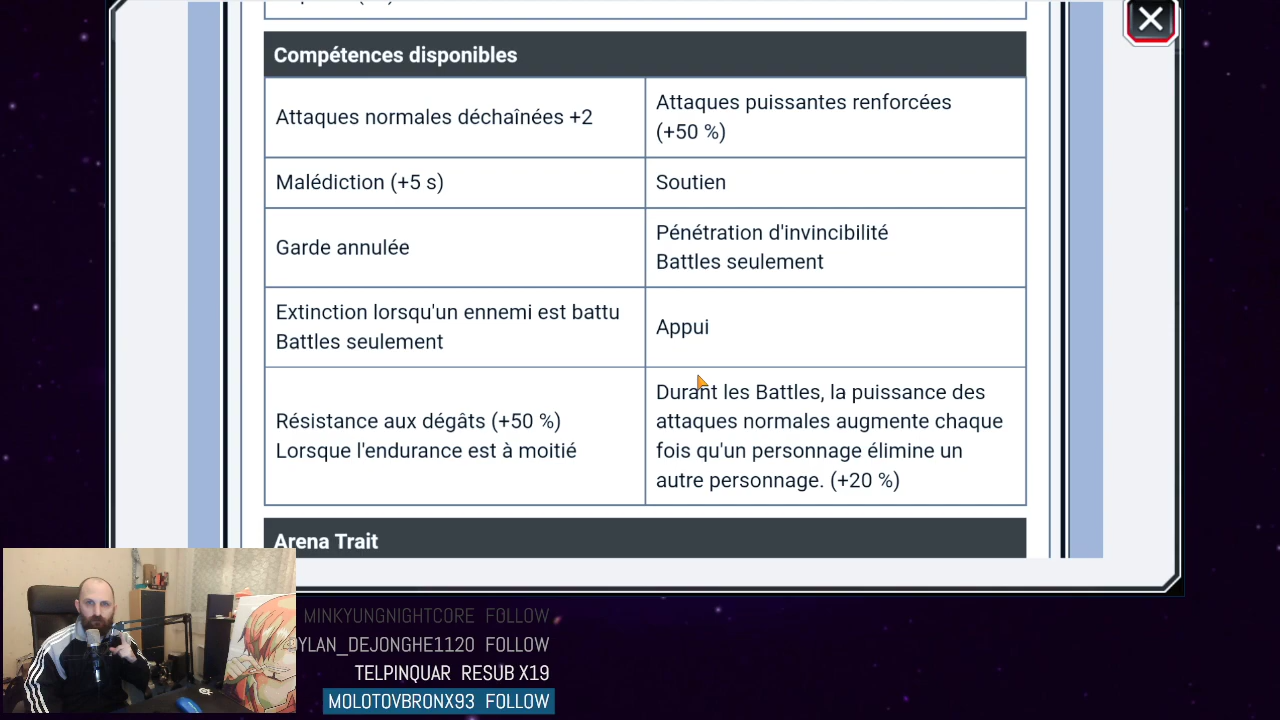 Compétences disponibles
Attaques normales déchaînées +2
Attaques puissantes renforcées
(+50 %)
Malédiction (+5 s)
Soutien
Garde annulée
Pénétration d'invincibilité
Battles seulement
Extinction lorsqu'un ennemi est battu
Battles seulement
Appui
Résistance aux dégâts (+50 %)
Lorsque l'endurance est à moitié
Durant les Battles, la puissance des
attaques normales augmente chaque
fois qu'un personnage élimine un
autre personnage. (+20 %)
Arena Trait
MINKYUNGNIGHTCORE FOLLOW
YLAN_DEJONGHE1120 FOLLOW
TELPINQUAR RESUB X19
MOLOTOVBRONX93 FOLLOW